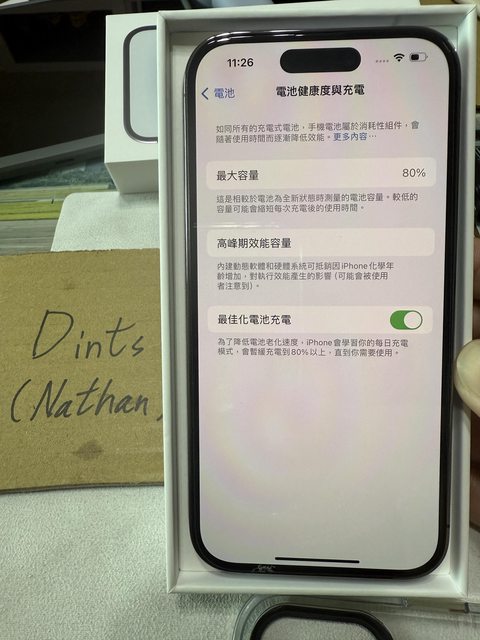 11:26
電池
電池健康度與充電
如同所有的充電式電池，手機電池屬於消耗性組件，會
隨著使用時間而逐漸降低效能。更多內容⋯
最大容量 80%
這是相較於電池為全新狀態時測量的電池容量。較低的
容量可能會縮短每次充電後的使用時間。
高峰期效能容量
內建動態軟體和硬體系統可抵銷因 iPhone 化學年
齡增加，對執行效能產生的影響（可能會被使用
者注意到）。
最佳化電池充電
為了降低電池老化速度，iPhone 會學習你的每日充電
模式，會暫緩充電到 80% 以上，直到你需要使用。
Dints
(Nathan)